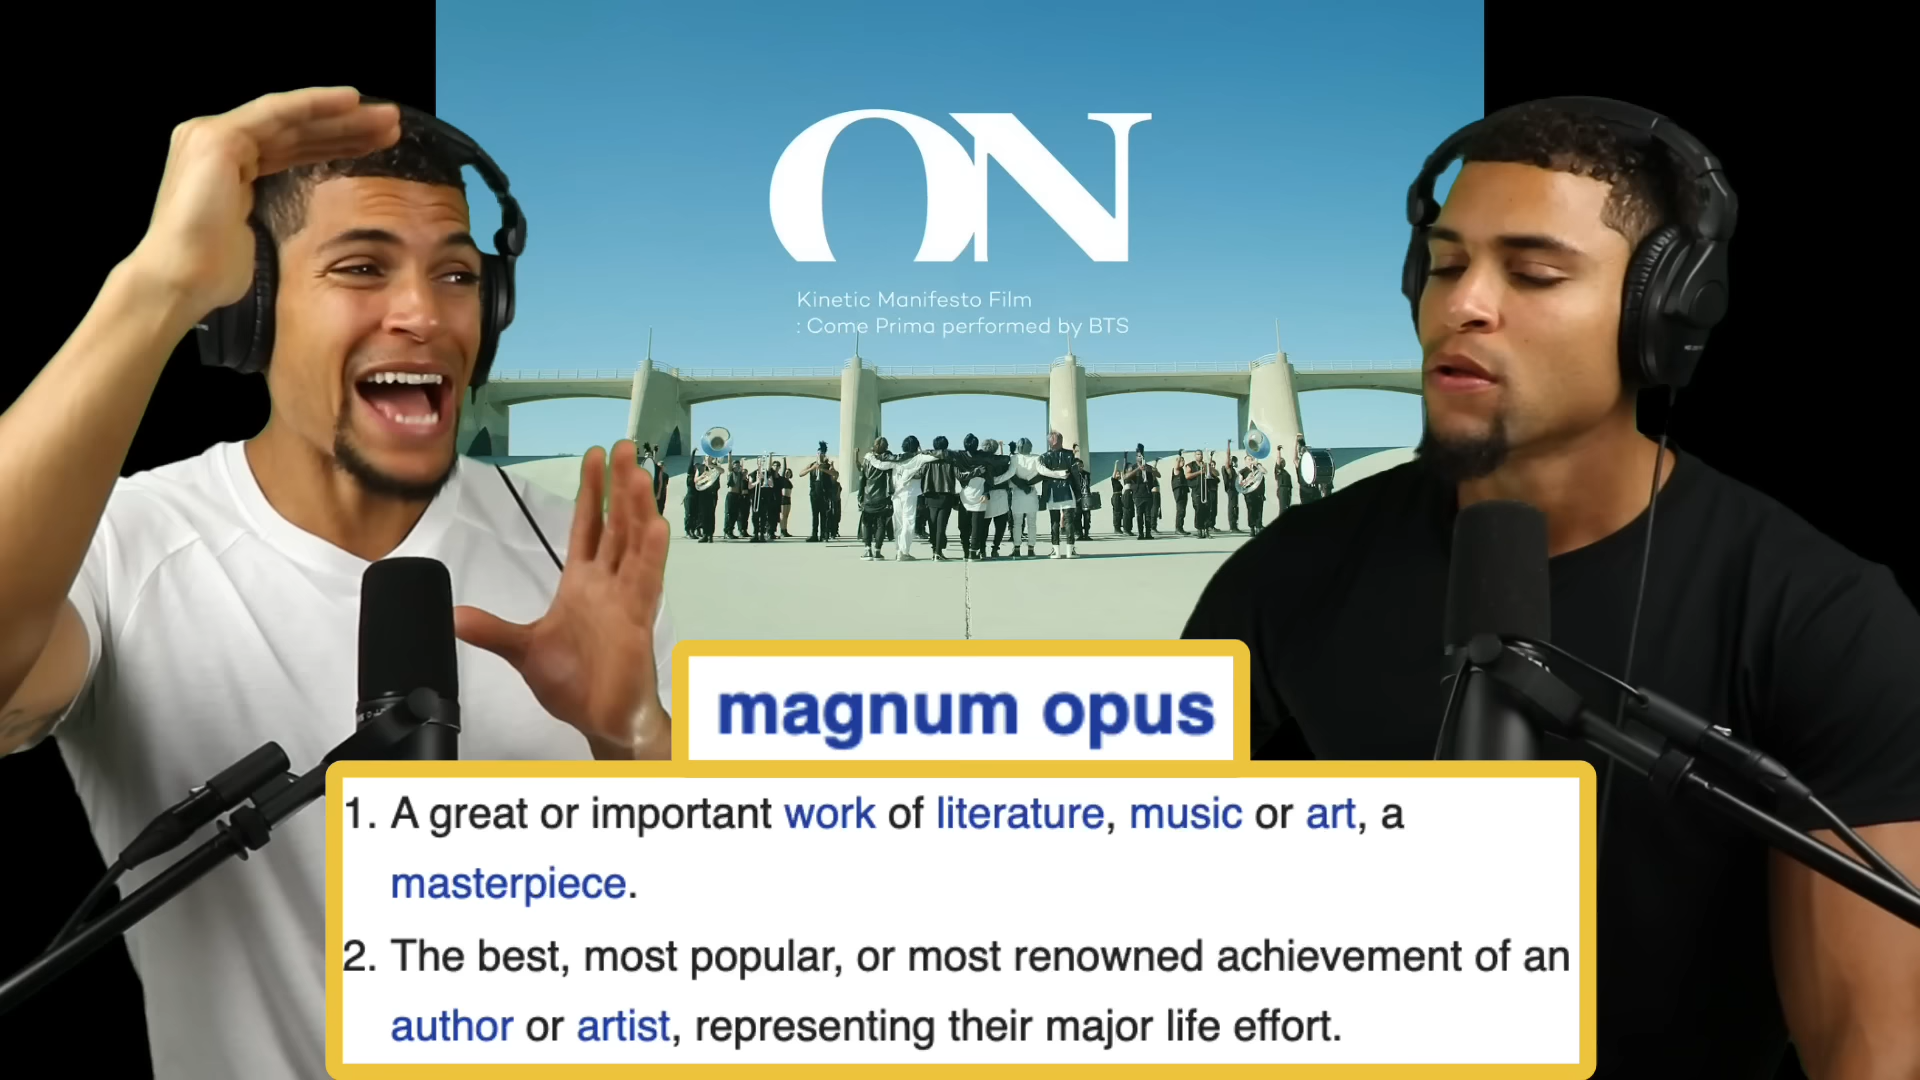 ON
Kinetic Manifesto Film
: Come Prima performed by BTS
magnum opus
1. A great or important work of literature, music or art, a
masterpiece.
2. The best, most popular, or most renowned achievement of an
author or artist, representing their major life effort.